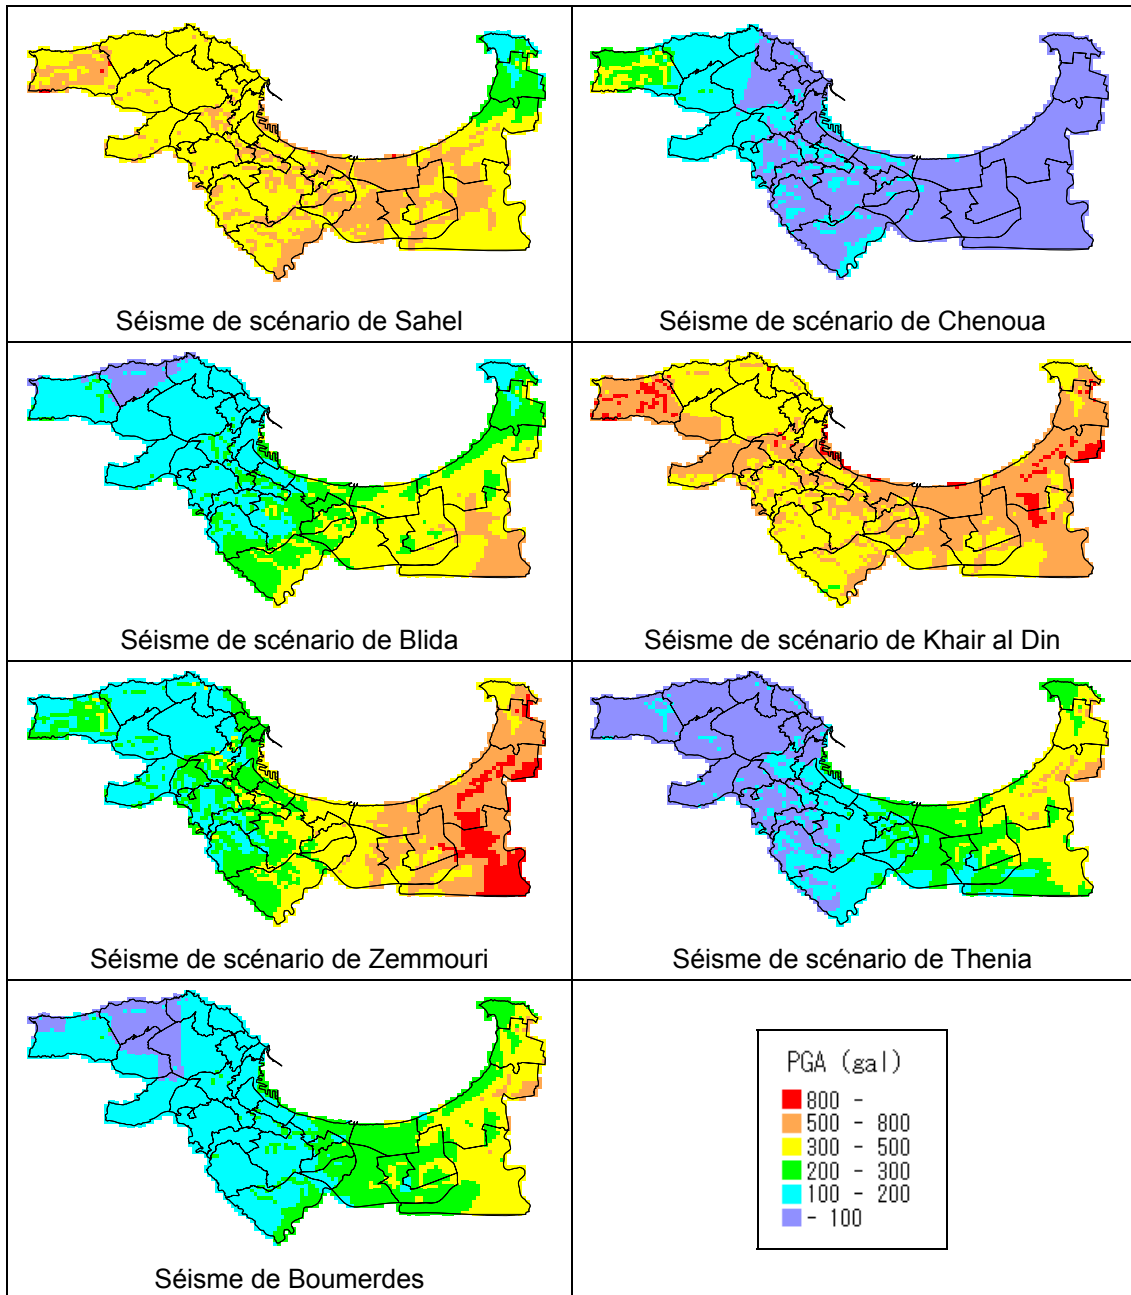 Séisme de scénario de Sahel
Séisme de scénario de Chenoua
Séisme de scénario de Blida
Séisme de scénario de Khair al Din
Séisme de scénario de Zemmouri
Séisme de scénario de Thenia
Séisme de Boumerdes
PGA (gal)
800 -
500 - 800
300 - 500
200 - 300
100 - 200
- 100